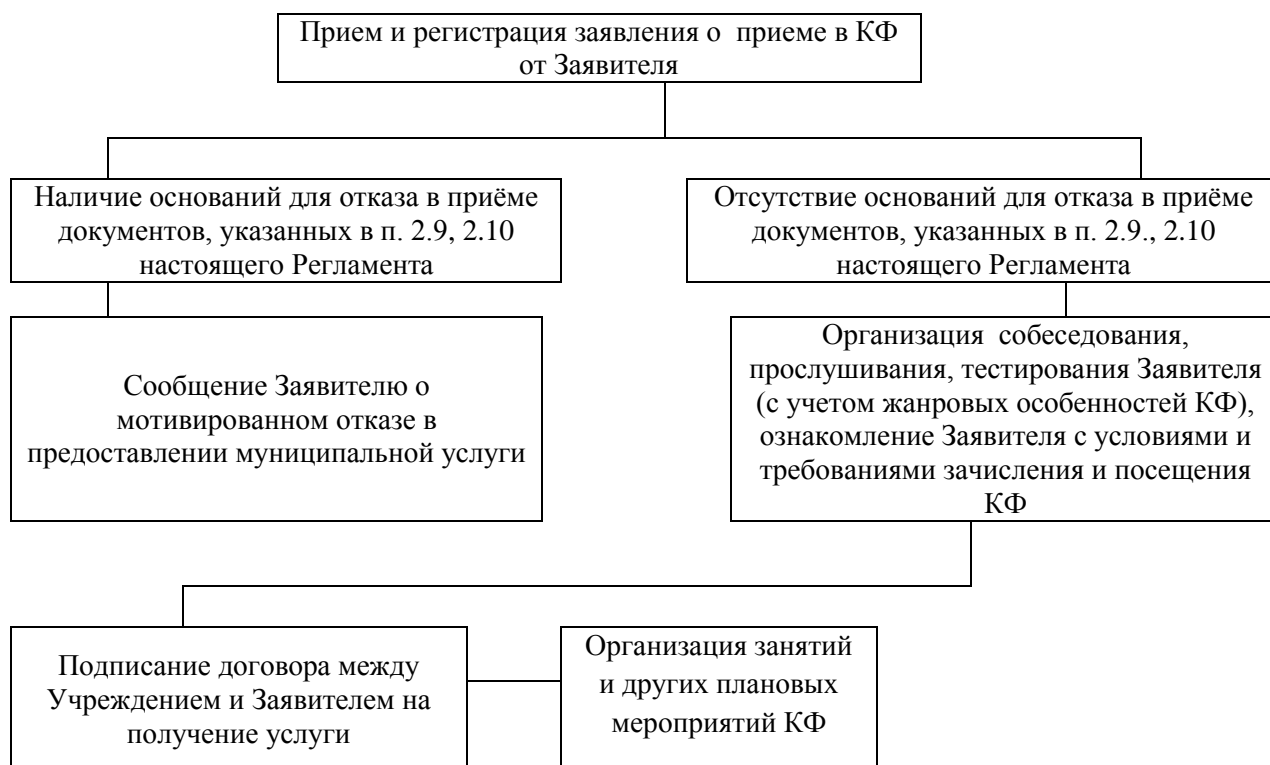 Прием и регистрация заявления о приеме в КФ
от Заявителя
Наличие оснований для отказа в приёме
документов, указанных в п. 2.9, 2.10
настоящего Регламента
Отсутствие оснований для отказа в приёме
документов, указанных в п. 2.9., 2.10
настоящего Регламента
Сообщение Заявителю о
мотивированном отказе в
предоставлении муниципальной услуги
Организация собеседования,
прослушивания, тестирования Заявителя
(с учетом жанровых особенностей КФ),
ознакомление Заявителя с условиями и
требованиями зачисления и посещения
КФ
Подписание договора между
Учреждением и Заявителем на
получение услуги
Организация занятий
и других плановых
мероприятий КФ